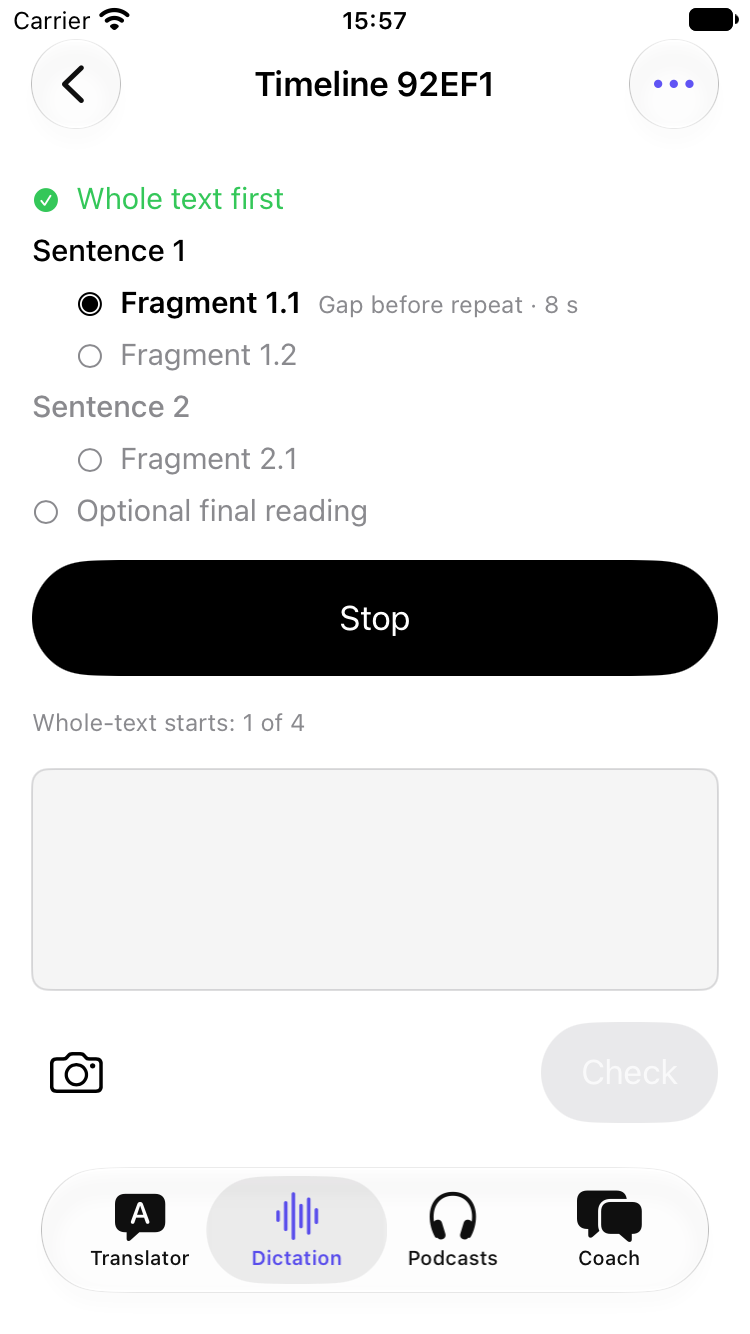 Carrier 15:57
Timeline 92EF1
Whole text first
Sentence 1
Fragment 1.1 Gap before repeat · 8 s
Fragment 1.2
Sentence 2
Fragment 2.1
Optional final reading
Stop
Whole-text starts: 1 of 4
Check
A
Translator Dictation Podcasts Coach